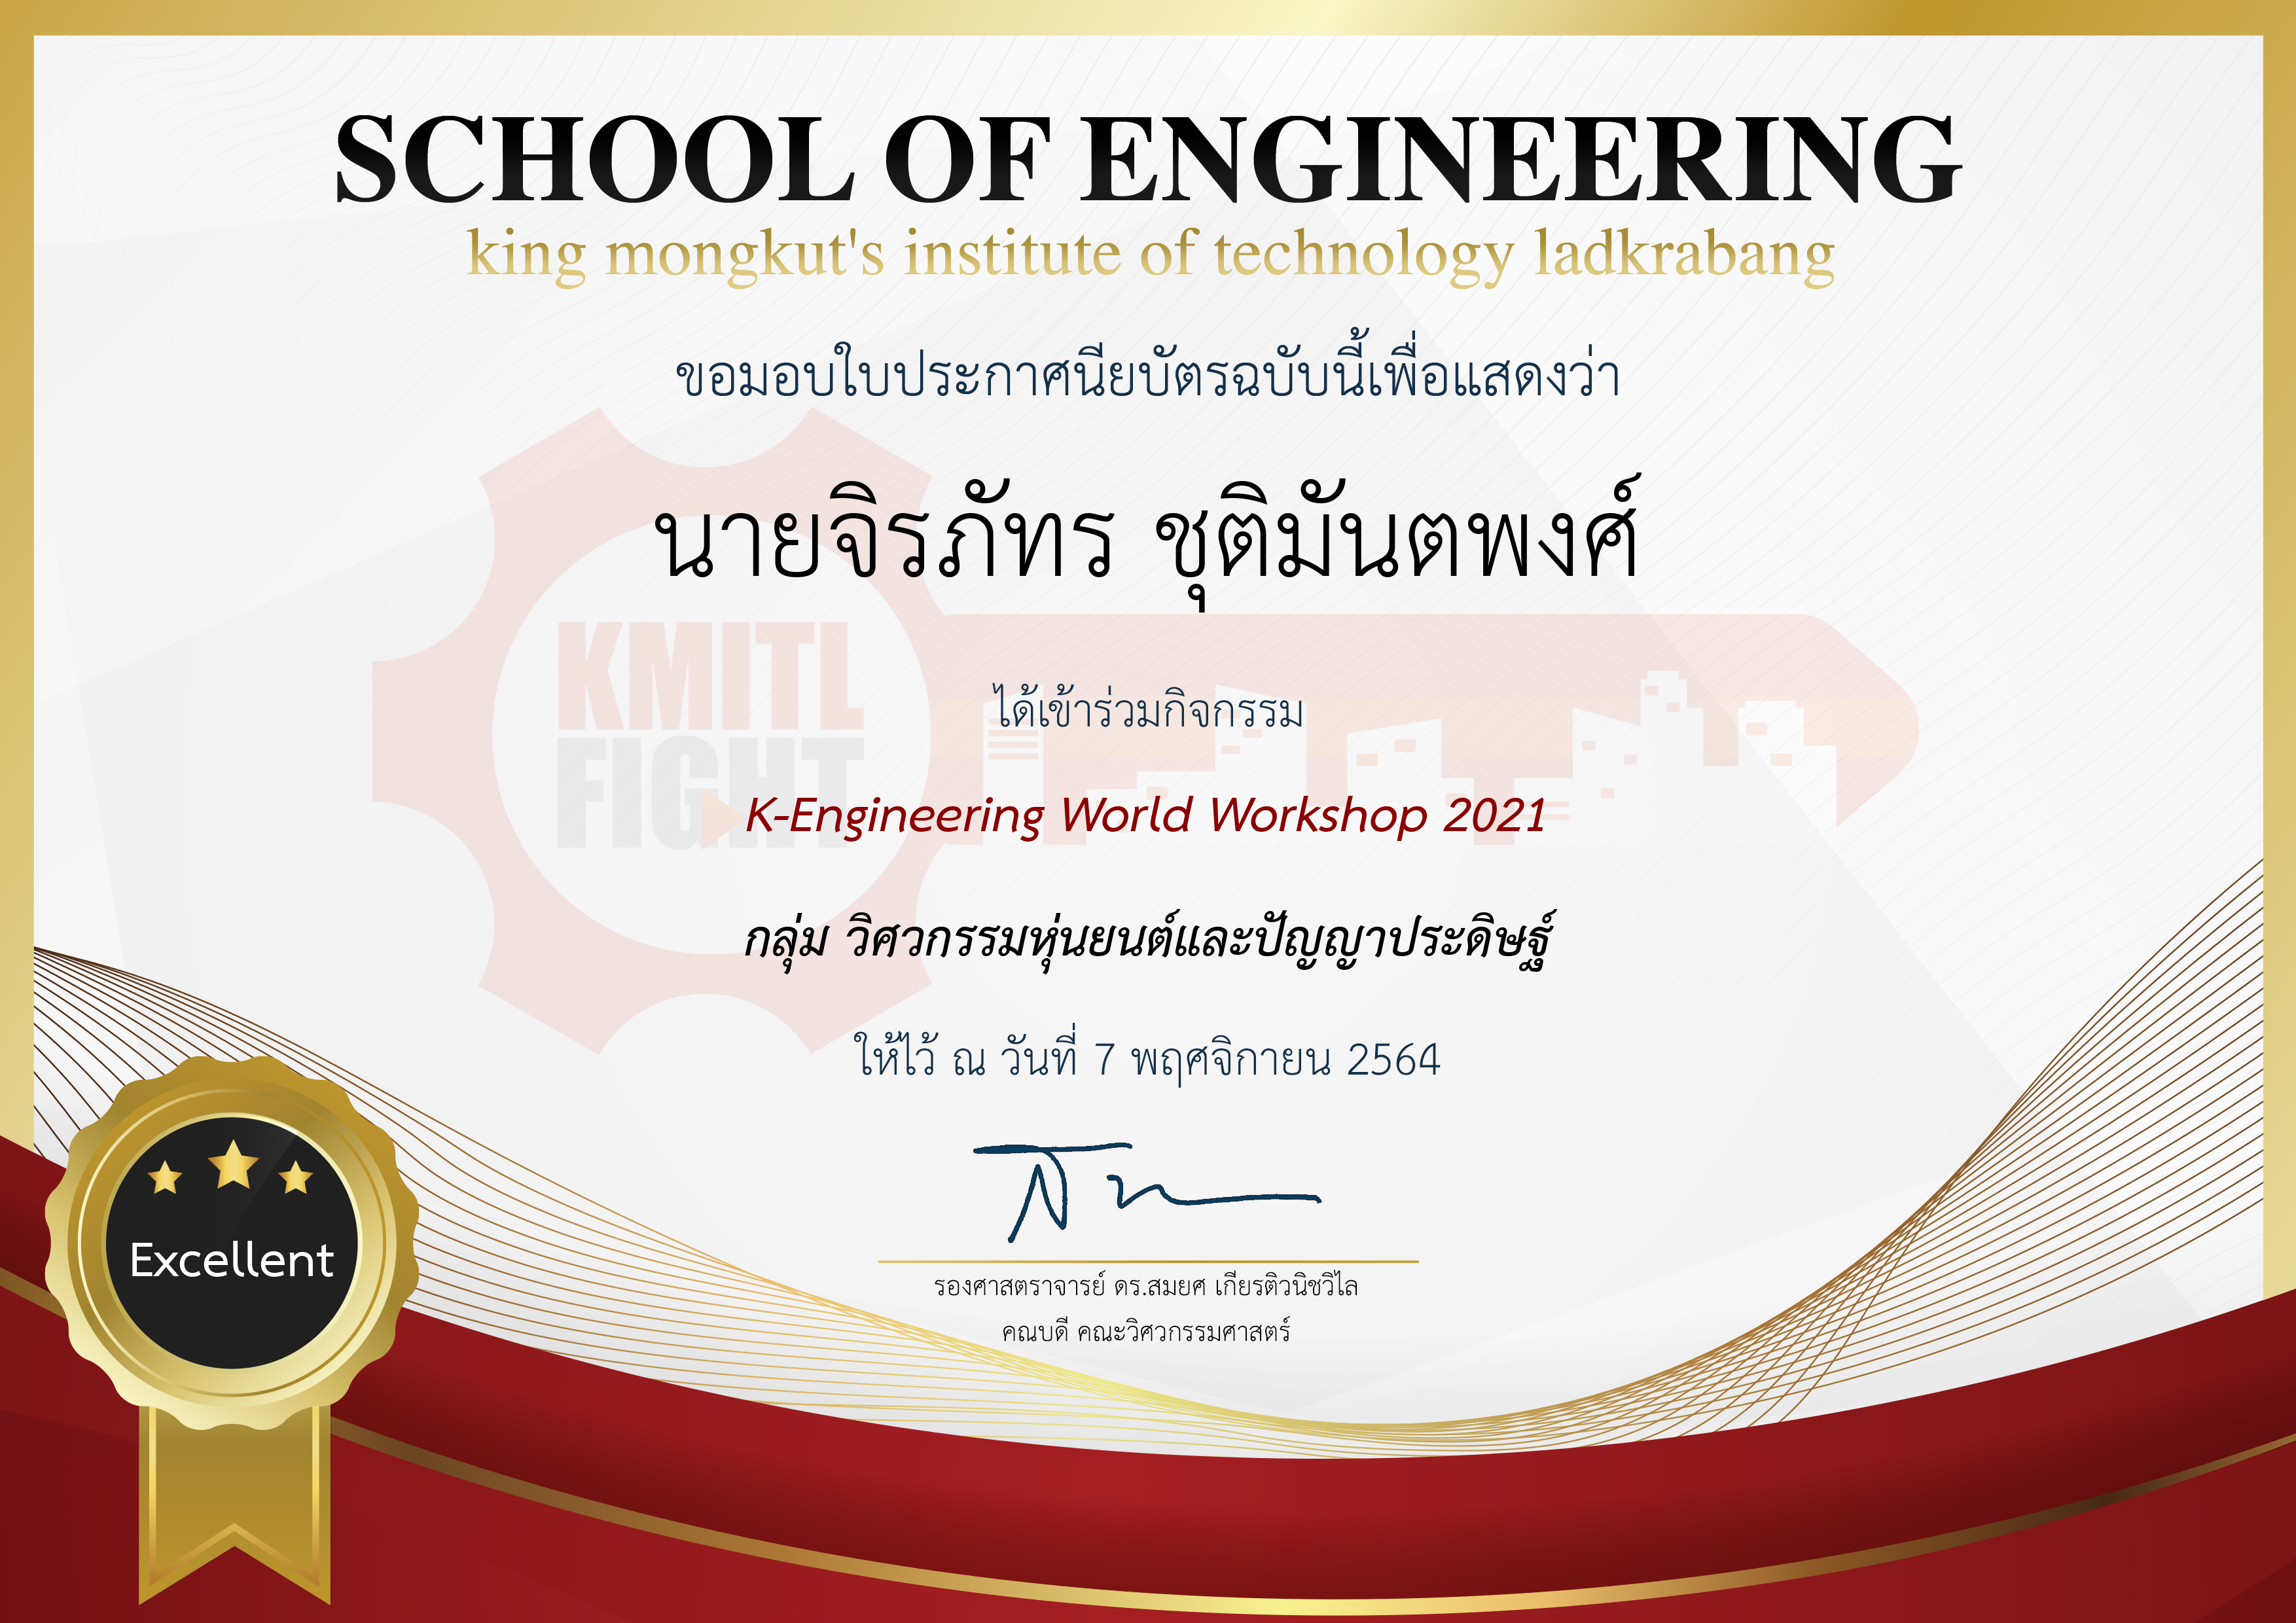 SCHOOL OF ENGINEERING
king mongkut's institute of technology ladkrabang
ขอมอบใบประกาศนียบัตรฉบับนี้เพื่อแสดงว่า
นายจิรภัทร ชุติมันตพงศ์
KMITL
FIGHT
ได้เข้าร่วมกิจกรรม
K-Engineering World Workshop 2021
กลุ่ม วิศวกรรมหุ่นยนต์และปัญญาประดิษฐ์
ให้ไว้ ณ วันที่ 7 พฤศจิกายน 2564
Excellent
รองศาสตราจารย์ ดร.สมยศ เกียรติวนิชวิไล
คณบดี คณะวิศวกรรมศาสตร์